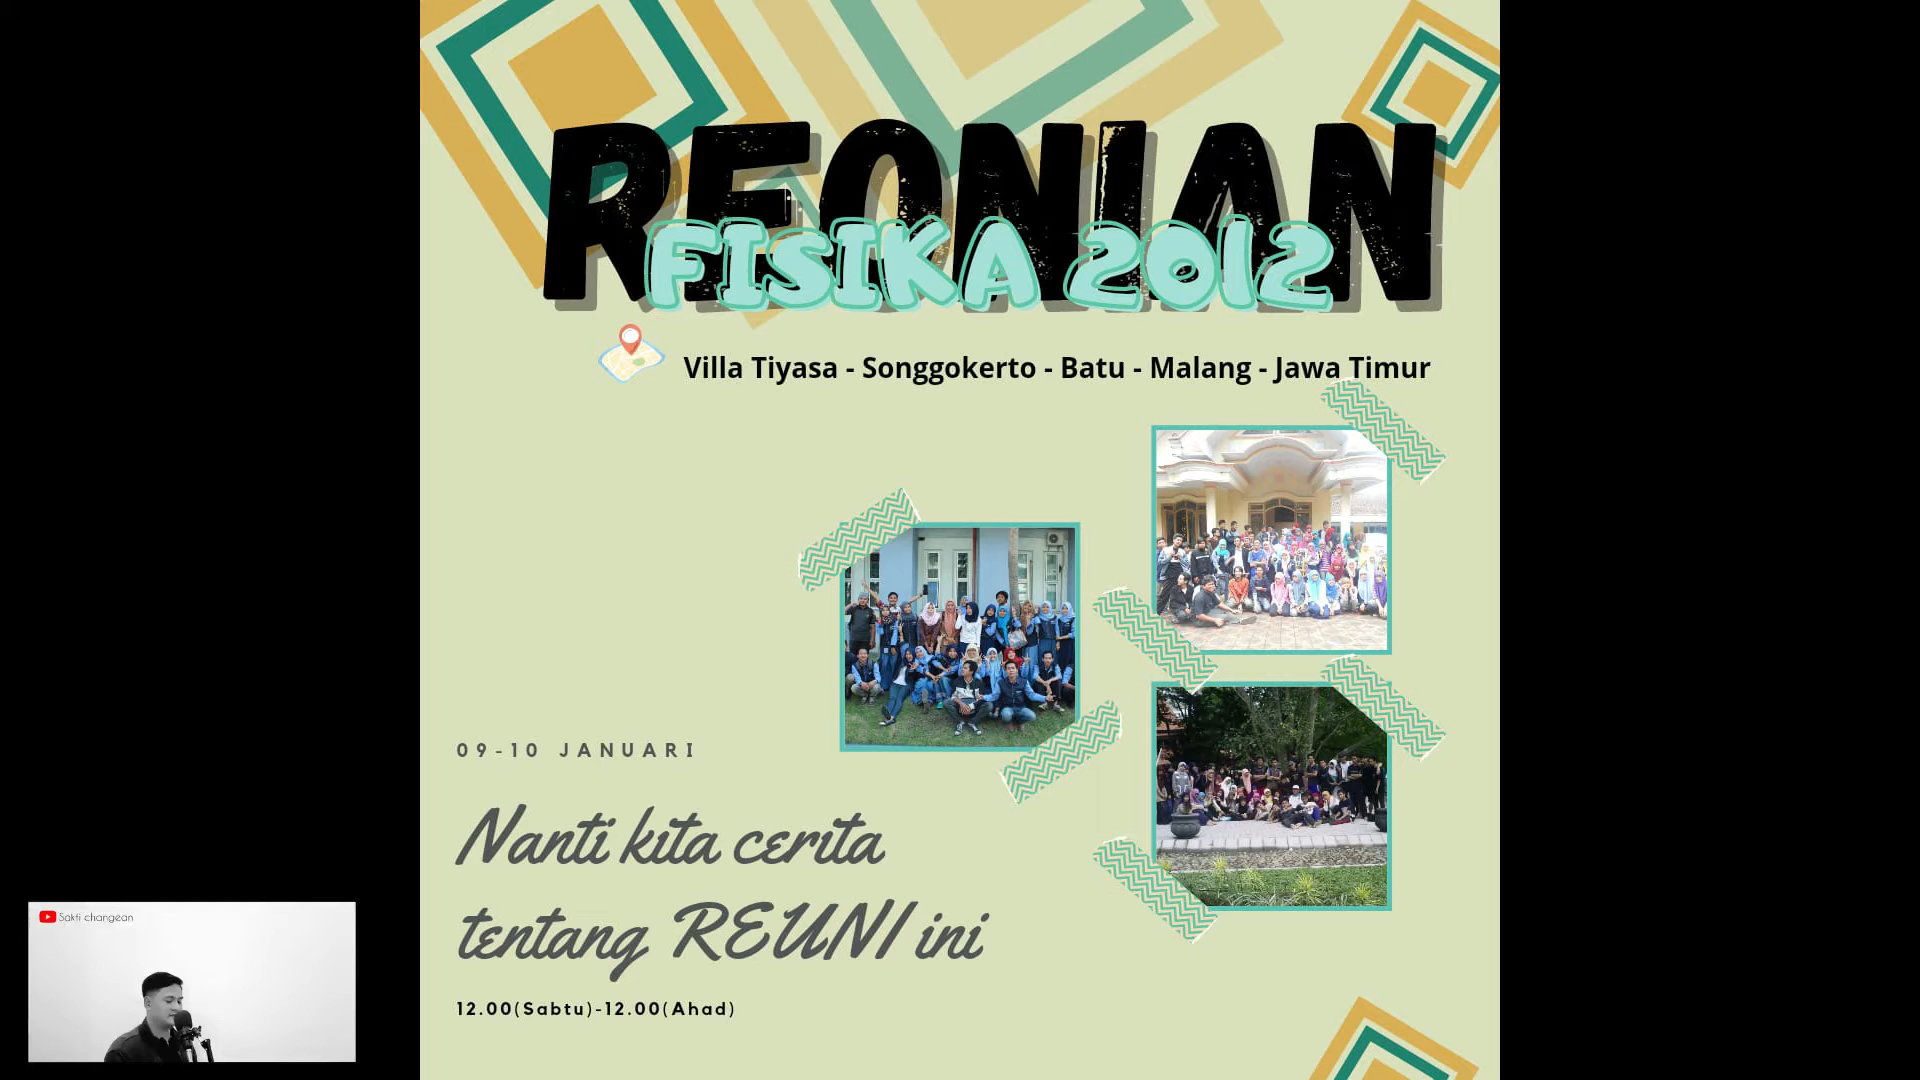 REONIAN
FISIKA 2012
Villa Tiyasa - Songgokerto - Batu - Malang - Jawa Timur
09-10 JANUARI
Nanti kita cerita
tentang REUNI ini
12.00(Sabtu)-12.00(Ahad)
Sakti changean